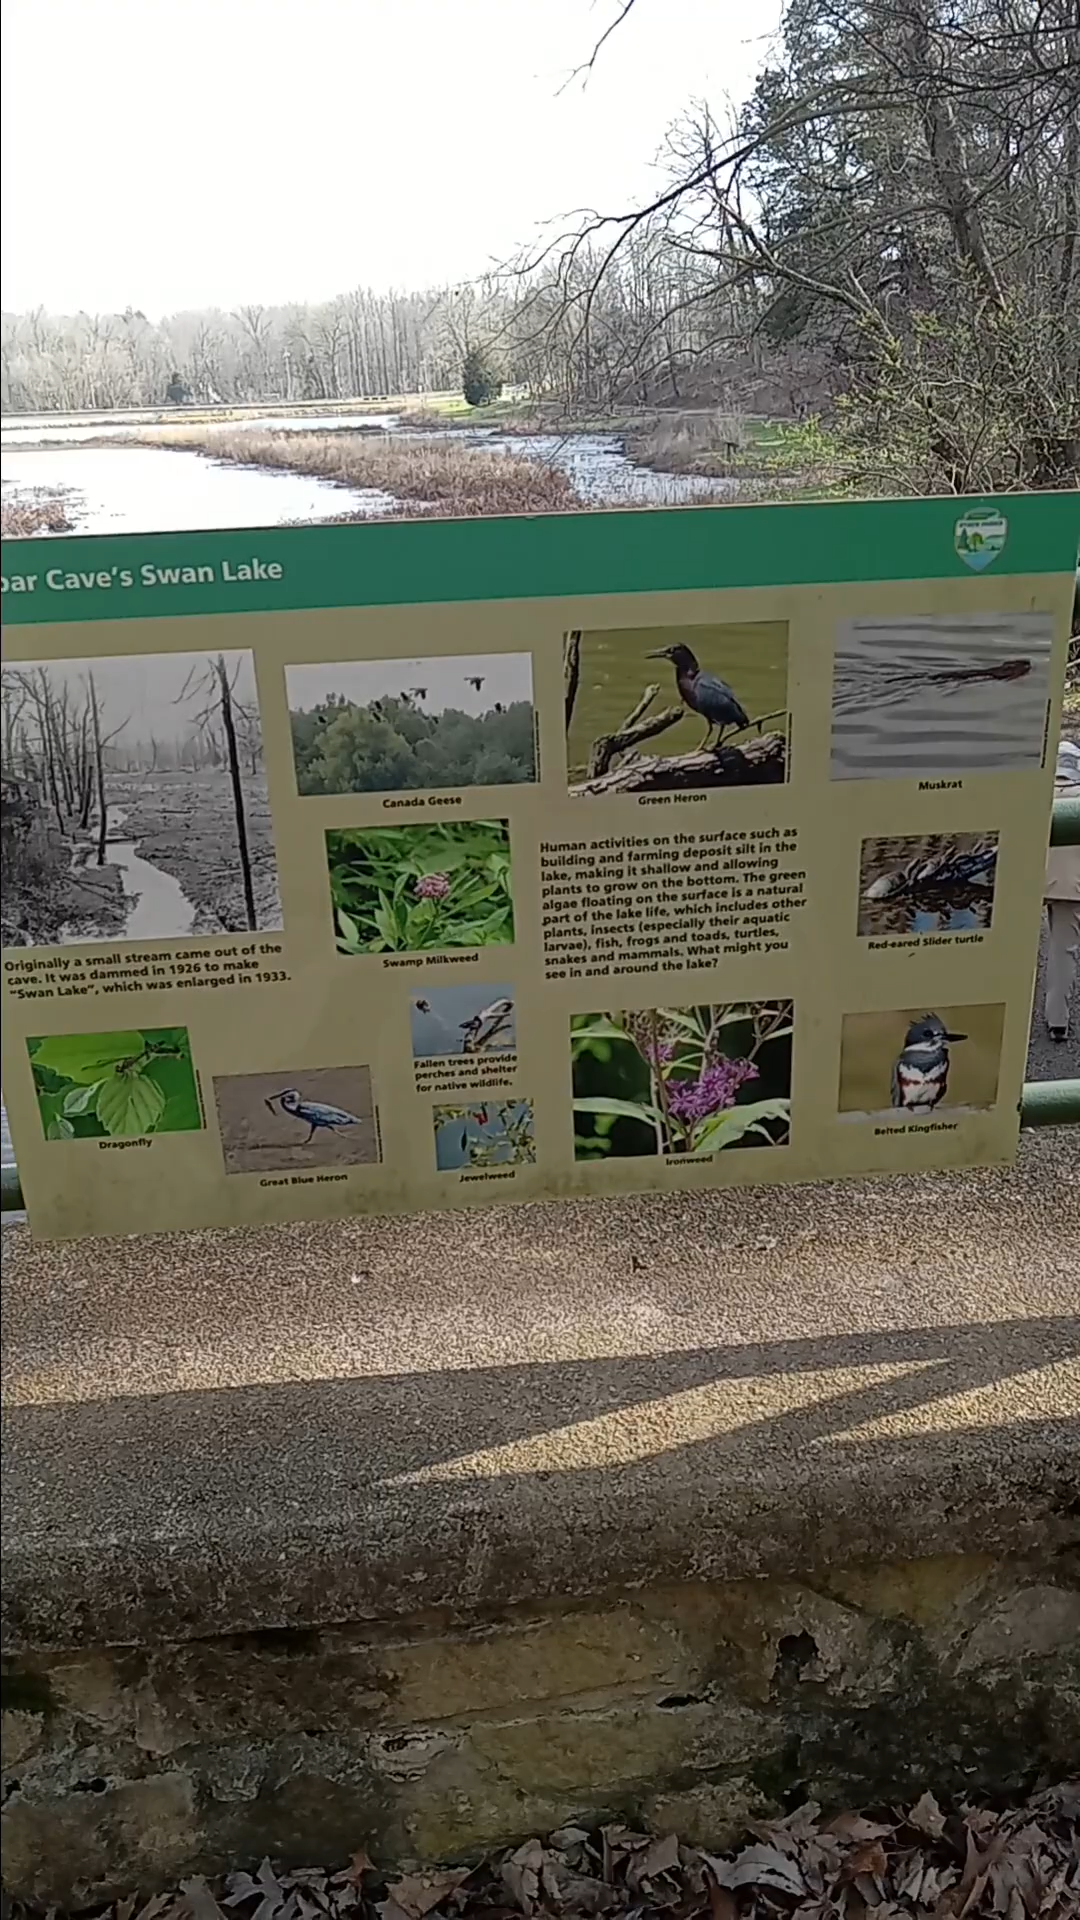 Cave's Swan Lake
STATE PARKS
Canada Geese
Green Heron
Muskrat
Originally a small stream came out of the
cave. It was dammed in 1926 to make
"Swan Lake", which was enlarged in 1933.
Swamp Milkweed
Human activities on the surface such as
building and farming deposit silt in the
lake, making it shallow and allowing
plants to grow on the bottom. The green
algae floating on the surface is a natural
part of the lake life, which includes other
plants, insects (especially their aquatic
larvae), fish, frogs and toads, turtles,
snakes and mammals. What might you
see in and around the lake?
Red-eared Slider turtle
Dragonfly
Great Blue Heron
Fallen trees provide
perches and shelter
for native wildlife.
Jewelweed
Ironweed
Belted Kingfisher